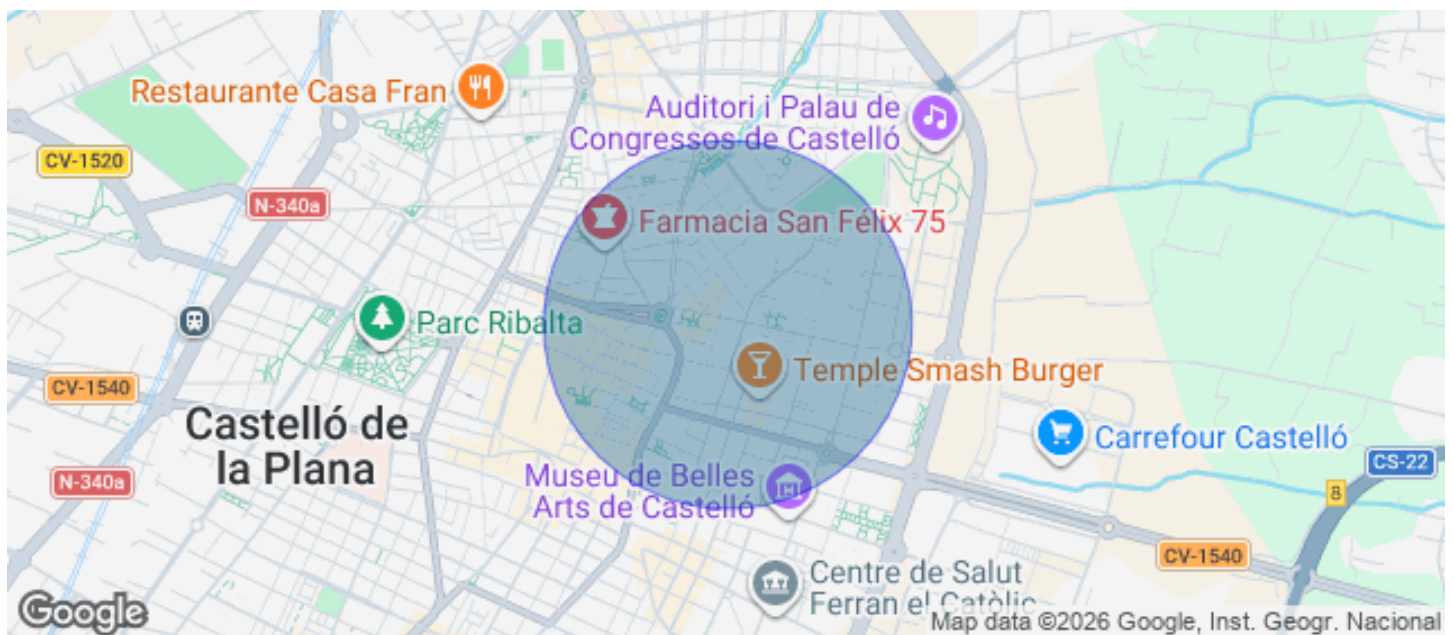 Restaurante Casa Fran
Auditori i Palau de
Congressos de Castelló
CV-1520
N-340a
Farmacia San Félix 75
Parc Ribalta
Temple Smash Burger
CV-1540
Castelló de
la Plana
Carrefour Castelló
CS-22
N-340a
Museu de Belles
Arts de Castelló
8
CV-1540
Centre de Salut
Ferran el Catòlic
Google
Map data ©2026 Google, Inst. Geogr. Nacional